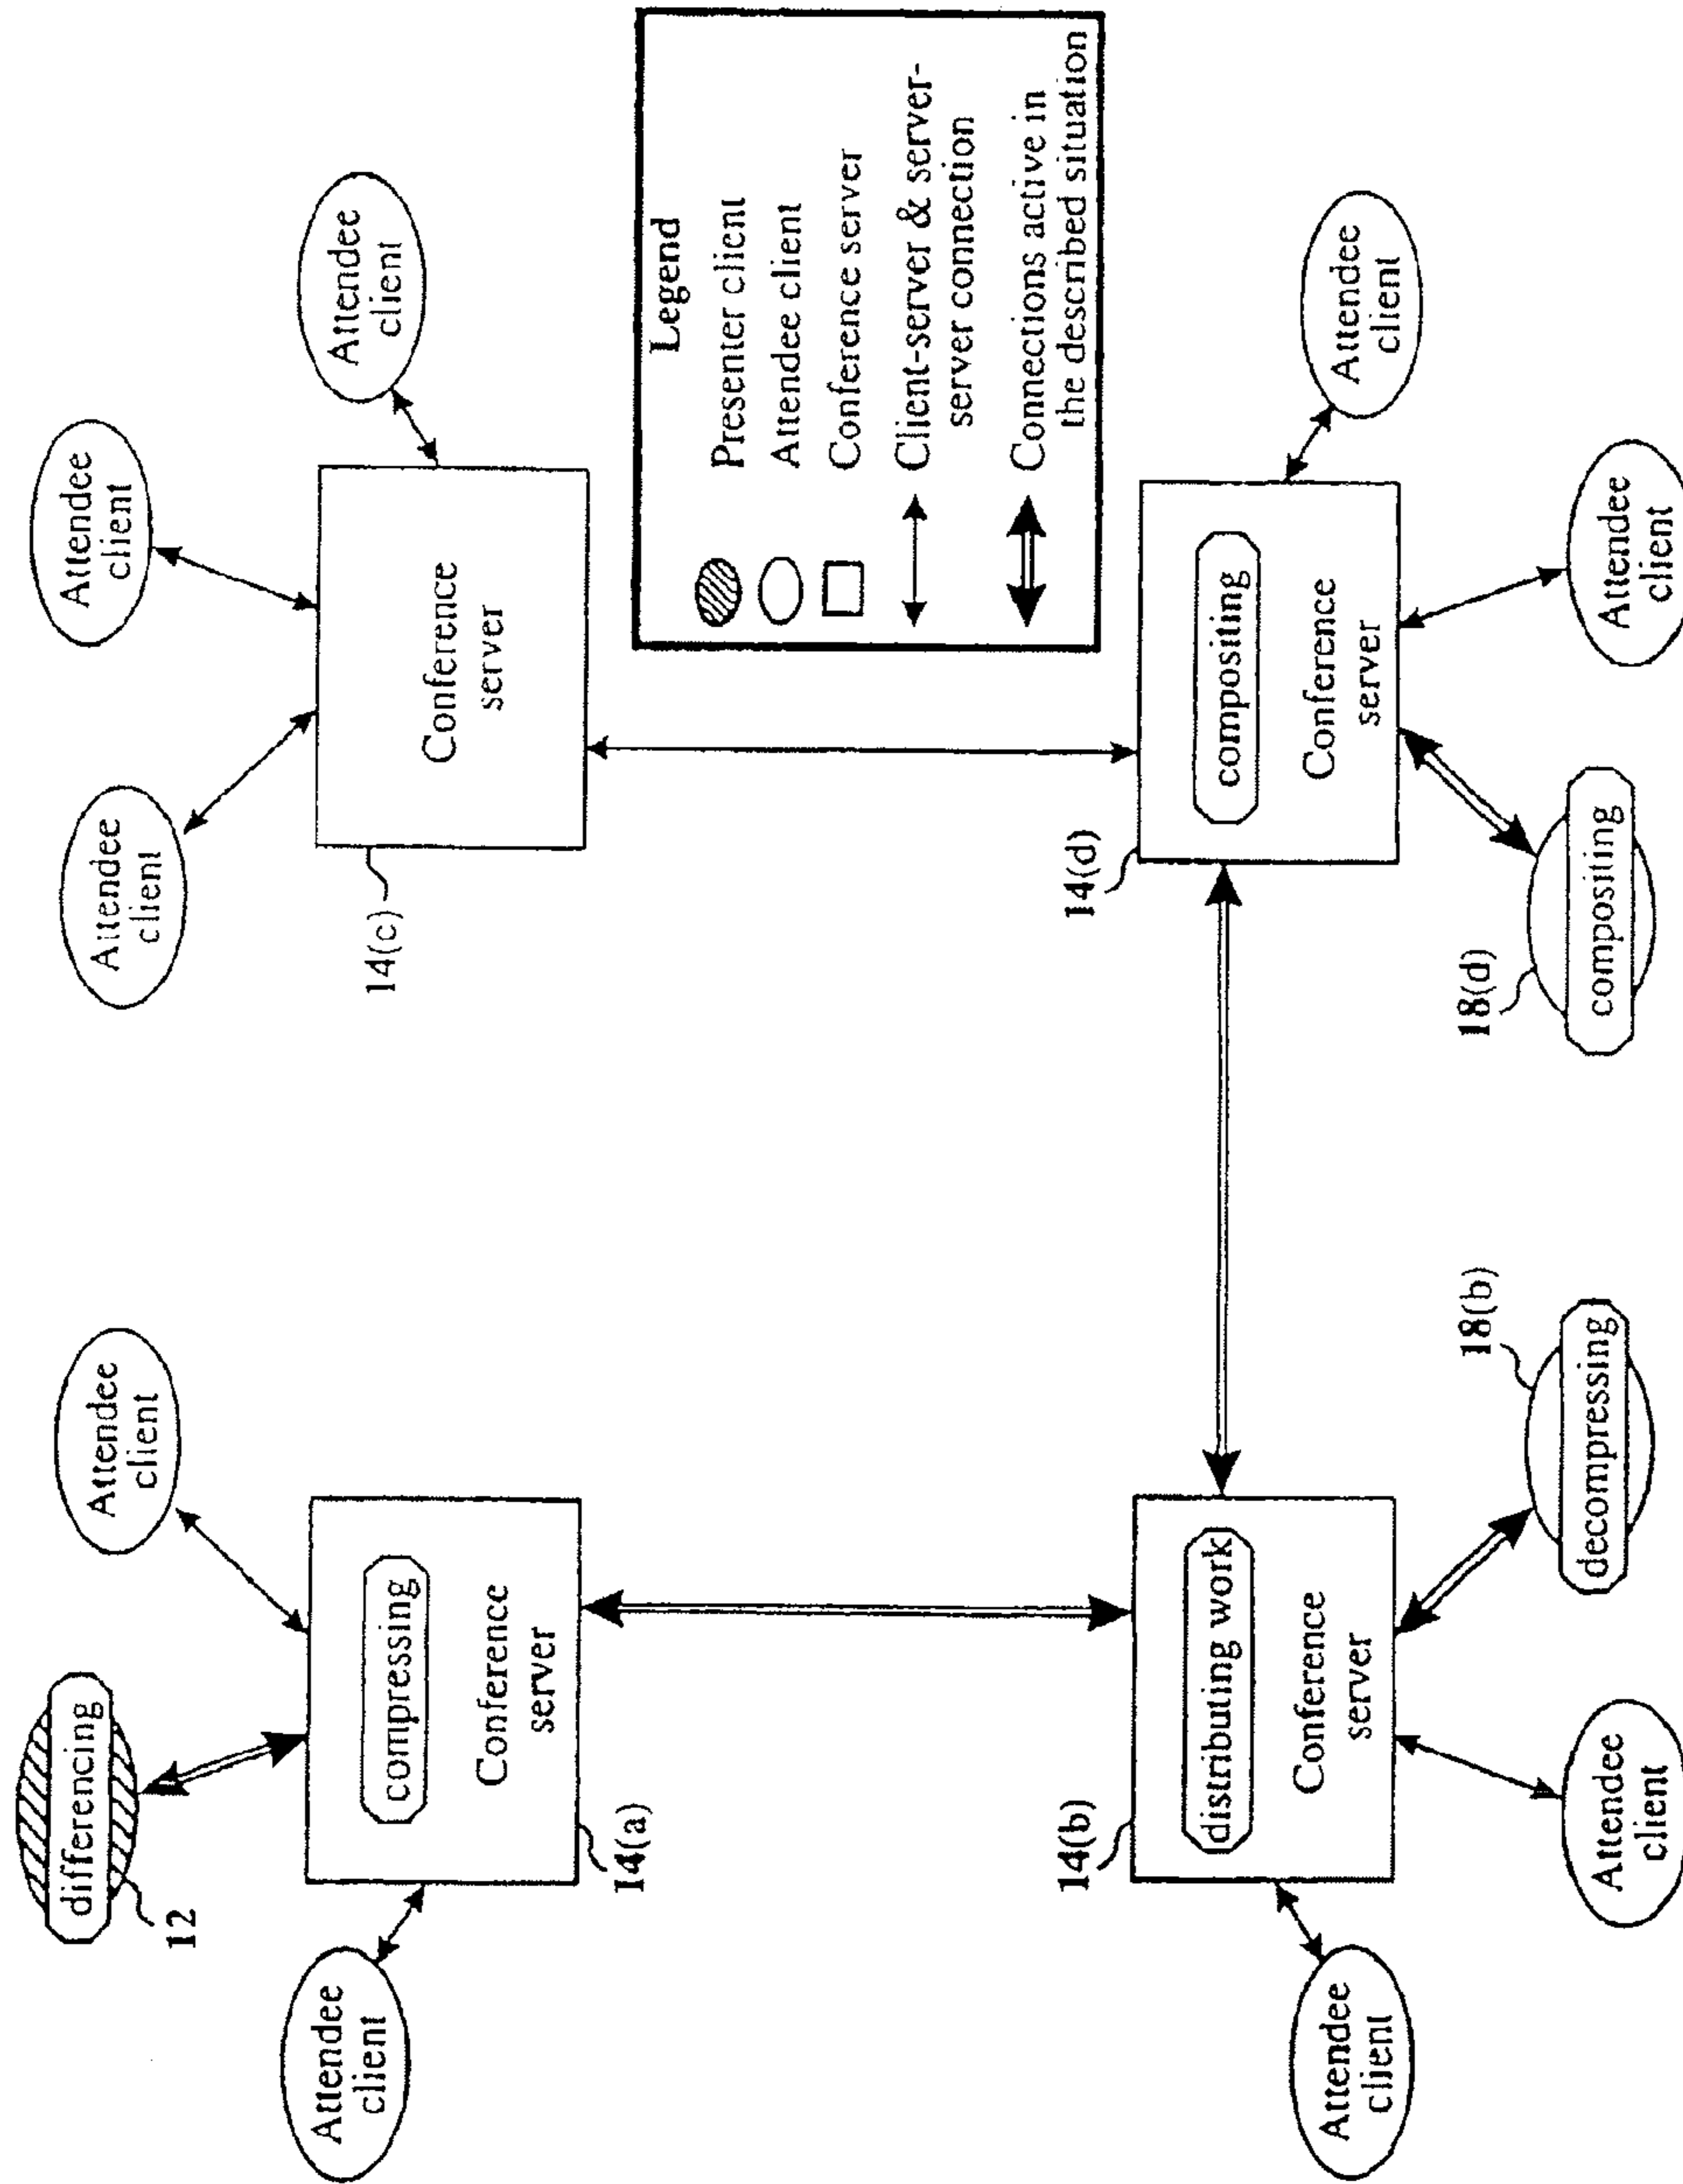 differencing
Attendee
client
Attendee
client
Attendee
client
12
Attendee
client
compressing
Conference
server
14(a)
14(c)
Conference
server
Attendee
client
Legend
Presenter client
Attendee client
Conference server
Client-server & server-
server connection
Connections active in
the described situation
14(b)
distributing work
Conference
server
Attendee
client
14(d)
compositing
Conference
server
Attendee
client
Attendee
client
18(b)
decompressing
18(d)
compositing
Attendee
client